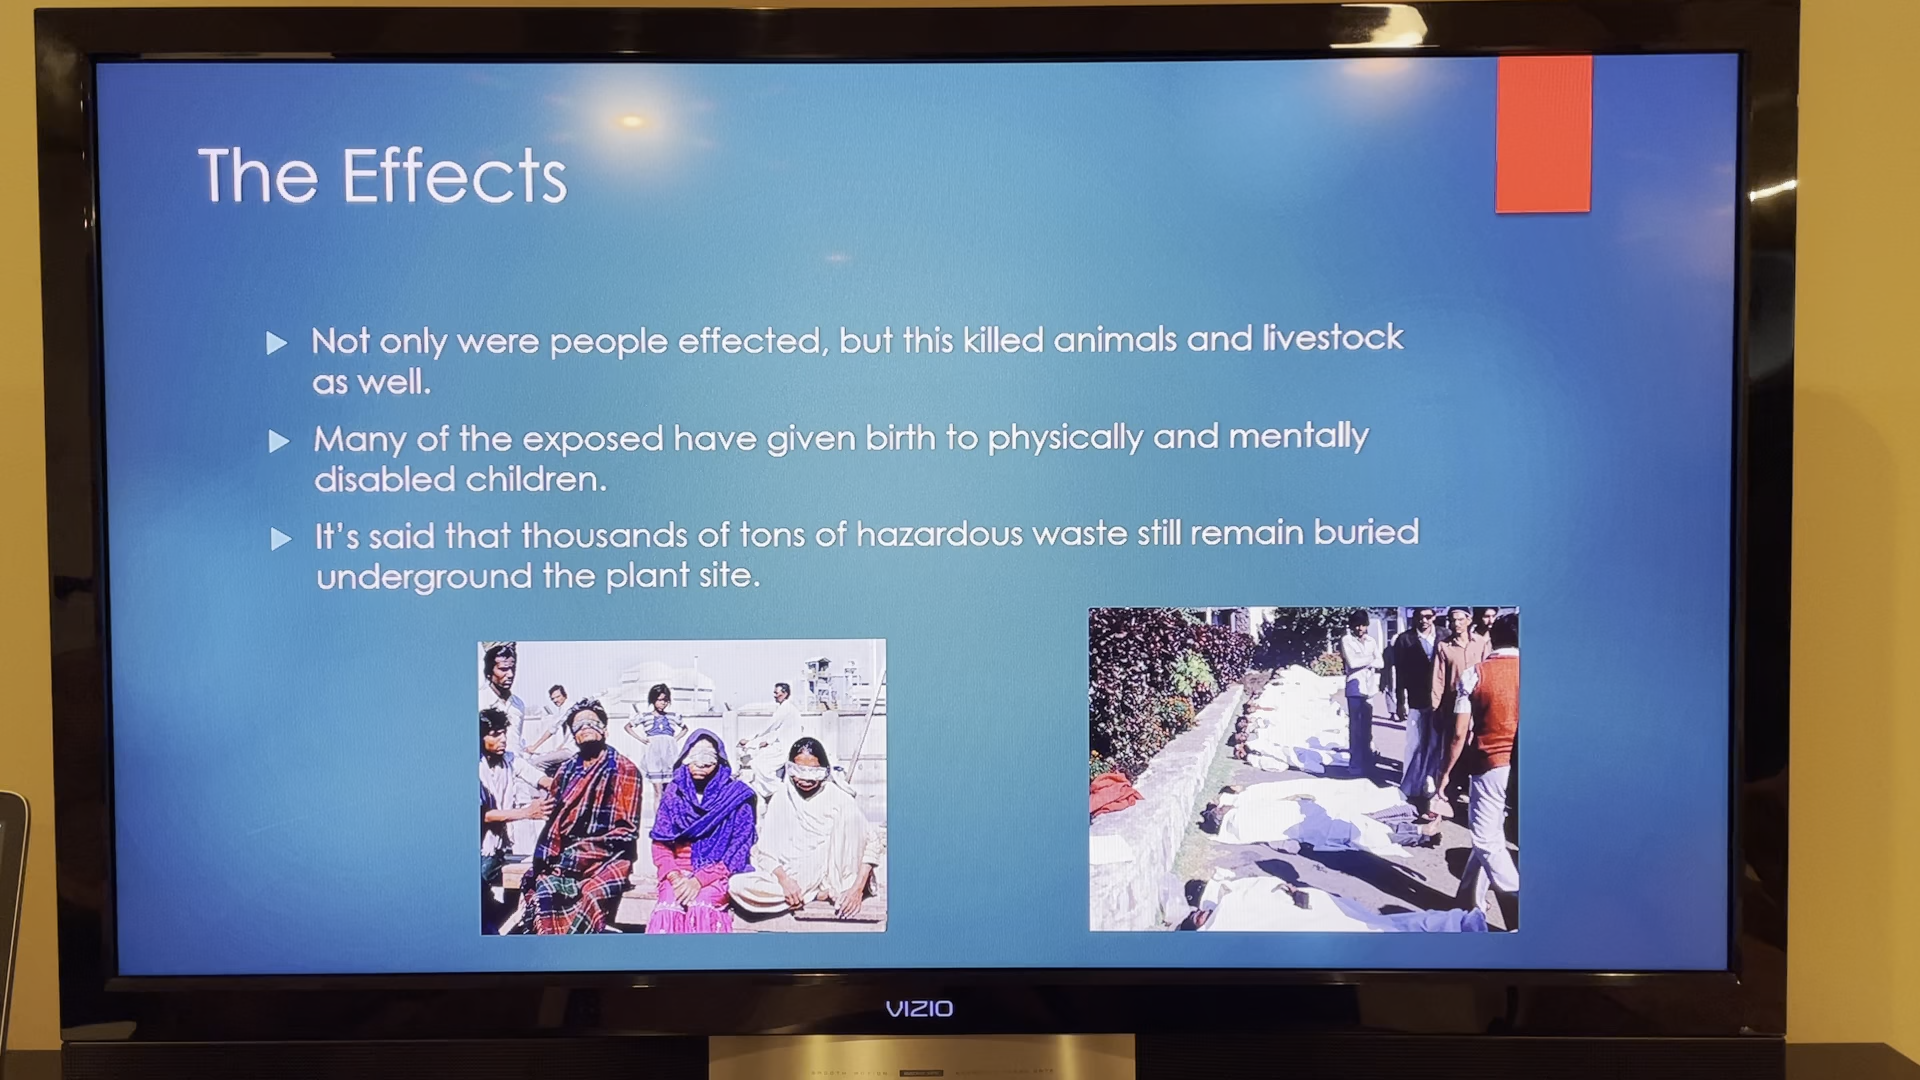 The Effects
Not only were people effected, but this killed animals and livestock
as well.
Many of the exposed have given birth to physically and mentally
disabled children.
It's said that thousands of tons of hazardous waste still remain buried
underground the plant site.
VIZIO